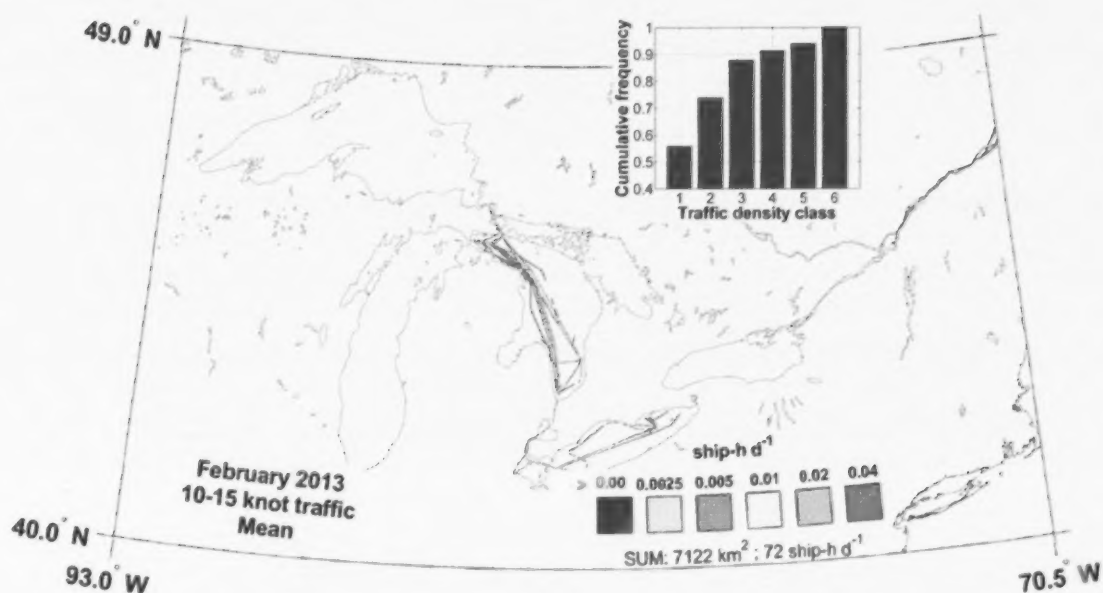 49.0° N
Cumulative frequency
1
0.9
0.8
0.7
0.6
0.5
0.4
1 2 3 4 5 6
Traffic density class
February 2013
10-15 knot traffic
Mean
ship-h d-1
> 0.00 0.0025 0.005 0.01 0.02 0.04
SUM: 7122 km2 ; 72 ship-h d-1
40.0° N
93.0° W
70.5° W